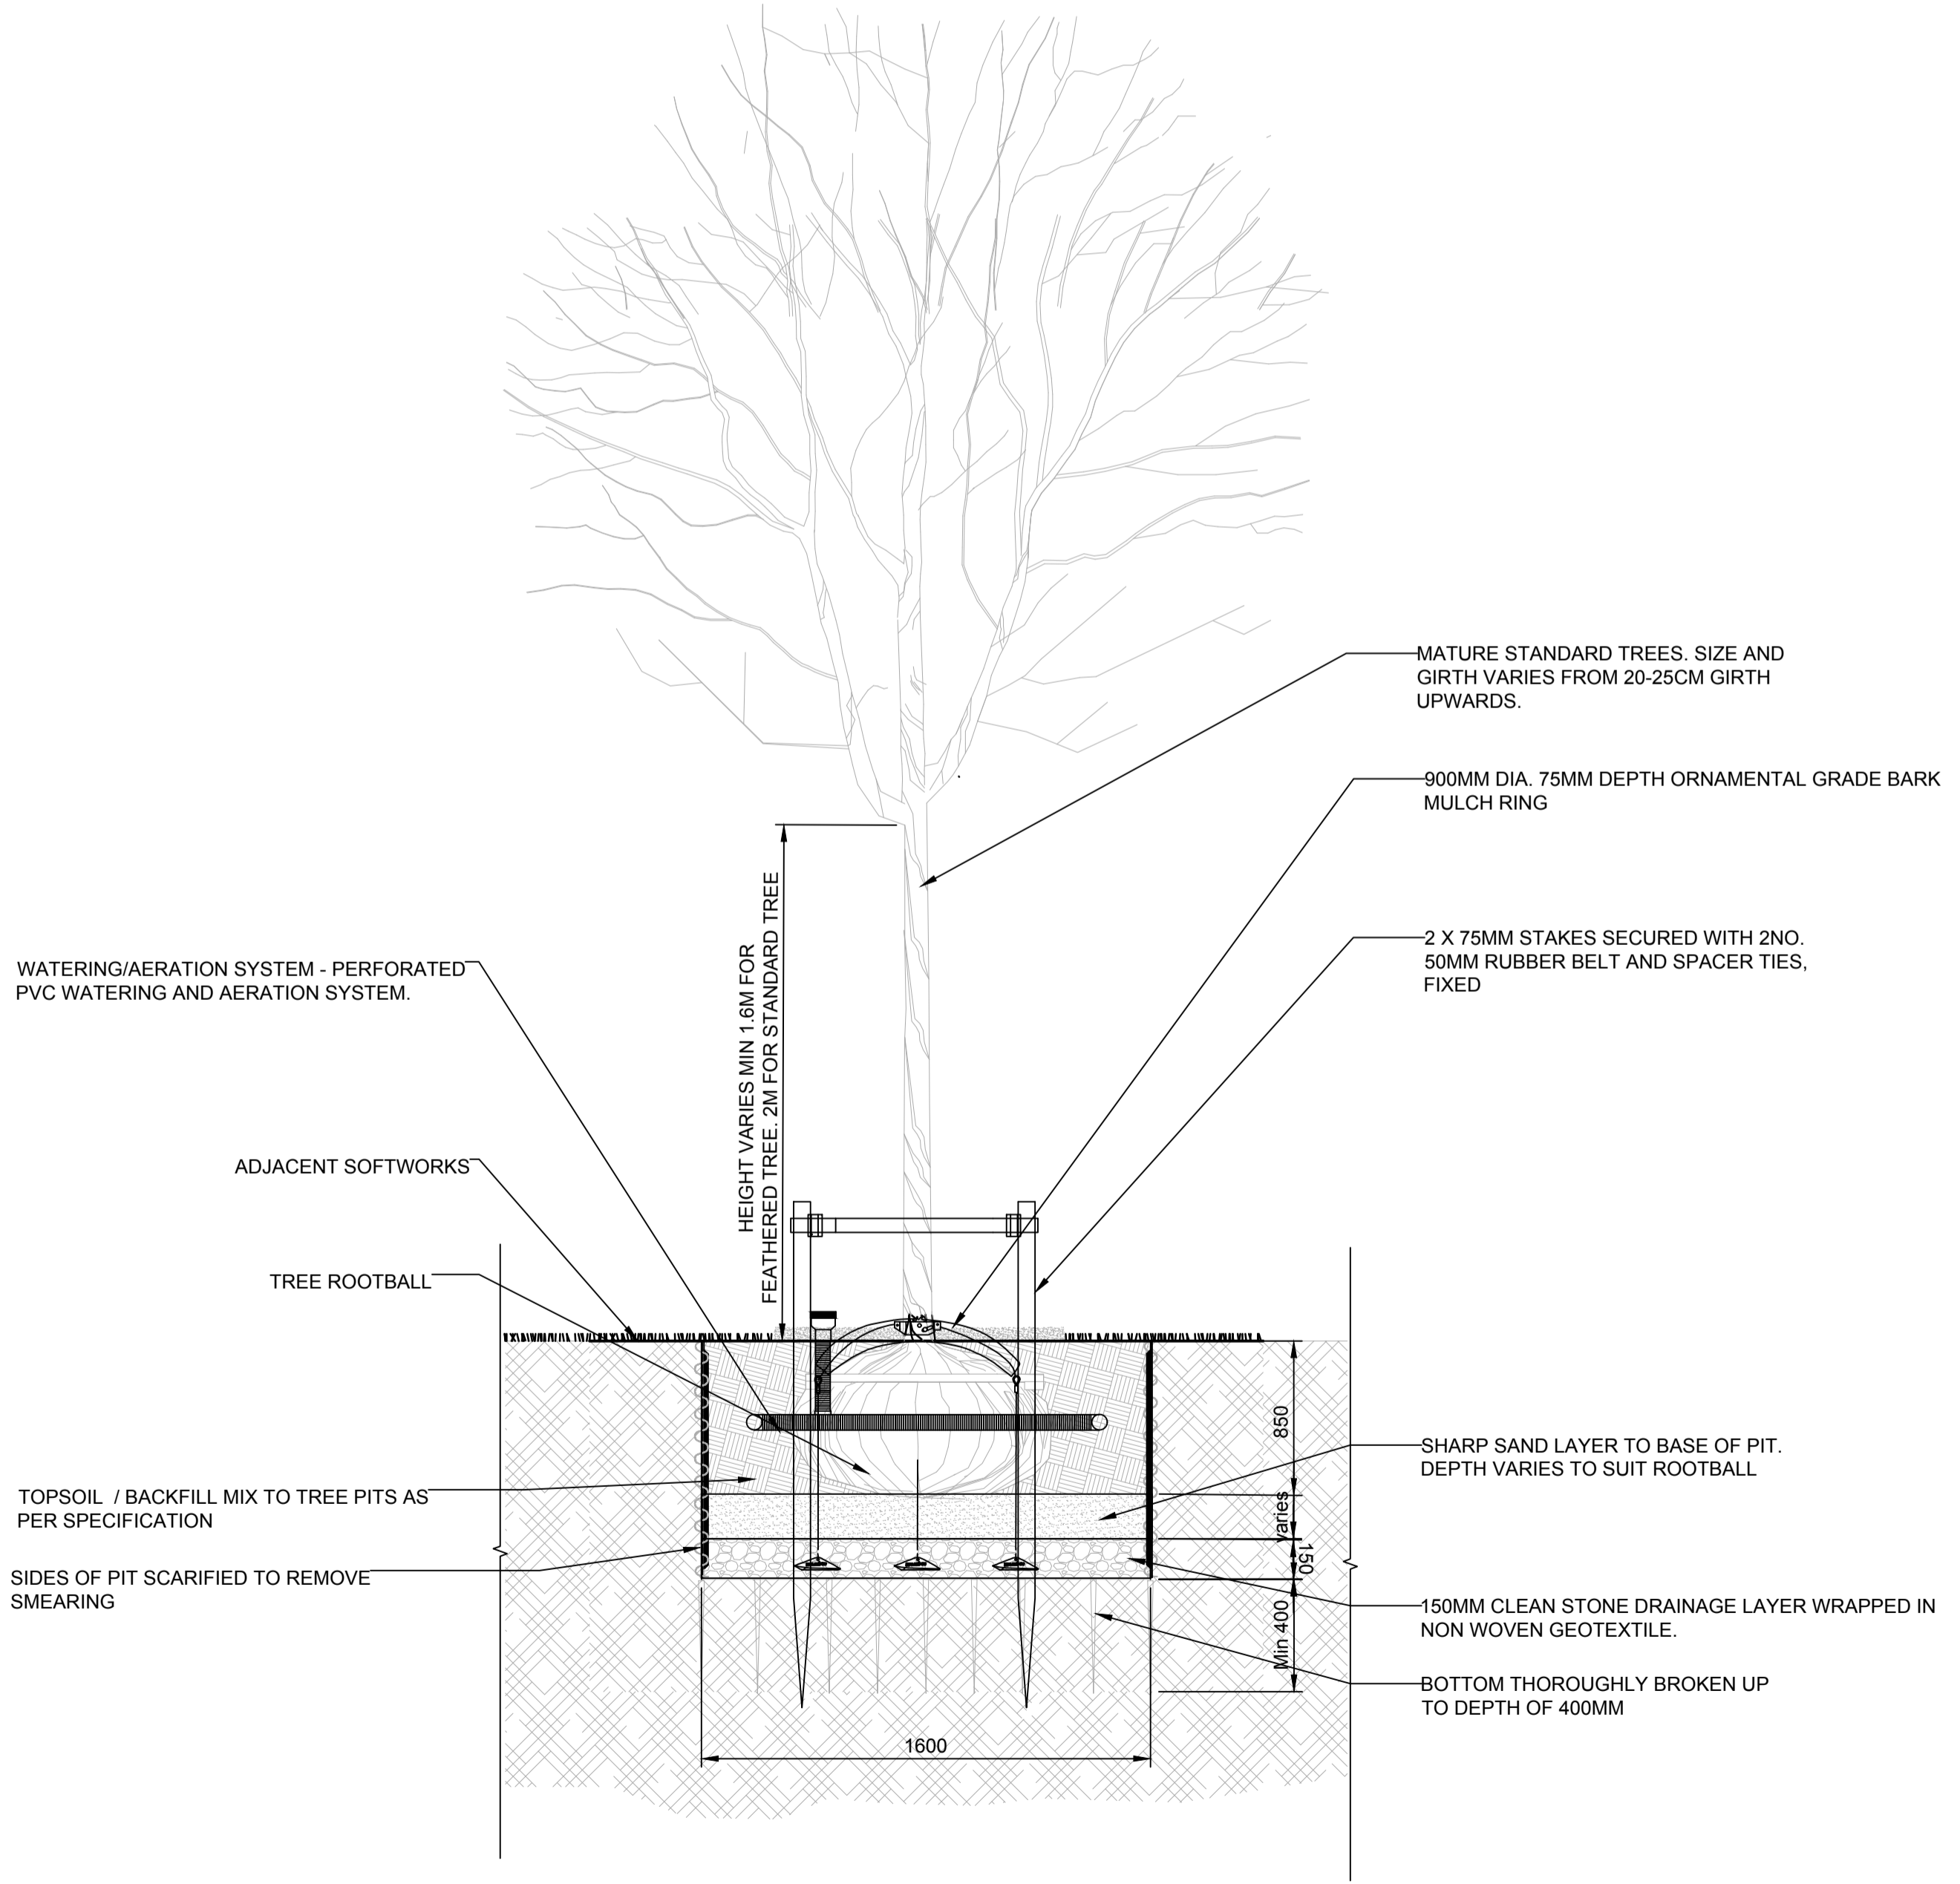 MATURE STANDARD TREES. SIZE AND
GIRTH VARIES FROM 20-25CM GIRTH
UPWARDS.
900MM DIA. 75MM DEPTH ORNAMENTAL GRADE BARK
MULCH RING
2 X 75MM STAKES SECURED WITH 2NO.
50MM RUBBER BELT AND SPACER TIES,
FIXED
HEIGHT VARIES MIN 1.6M FOR
FEATHERED TREE. 2M FOR STANDARD TREE
WATERING/AERATION SYSTEM - PERFORATED
PVC WATERING AND AERATION SYSTEM.
ADJACENT SOFTWORKS
TREE ROOTBALL
TOPSOIL / BACKFILL MIX TO TREE PITS AS
PER SPECIFICATION
SIDES OF PIT SCARIFIED TO REMOVE
SMEARING
850
varies
150
Min 400
1600
SHARP SAND LAYER TO BASE OF PIT.
DEPTH VARIES TO SUIT ROOTBALL
150MM CLEAN STONE DRAINAGE LAYER WRAPPED IN
NON WOVEN GEOTEXTILE.
BOTTOM THOROUGHLY BROKEN UP
TO DEPTH OF 400MM